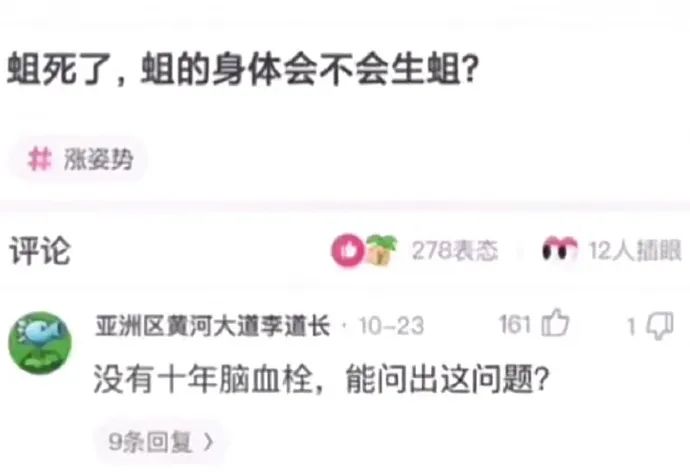 蛆死了，蛆的身体会不会生蛆？
# 涨姿势
评论 278表态 12人插眼
亚洲区黄河大道李道长 · 10-23 161 1
没有十年脑血栓，能问出这问题？
9条回复 >